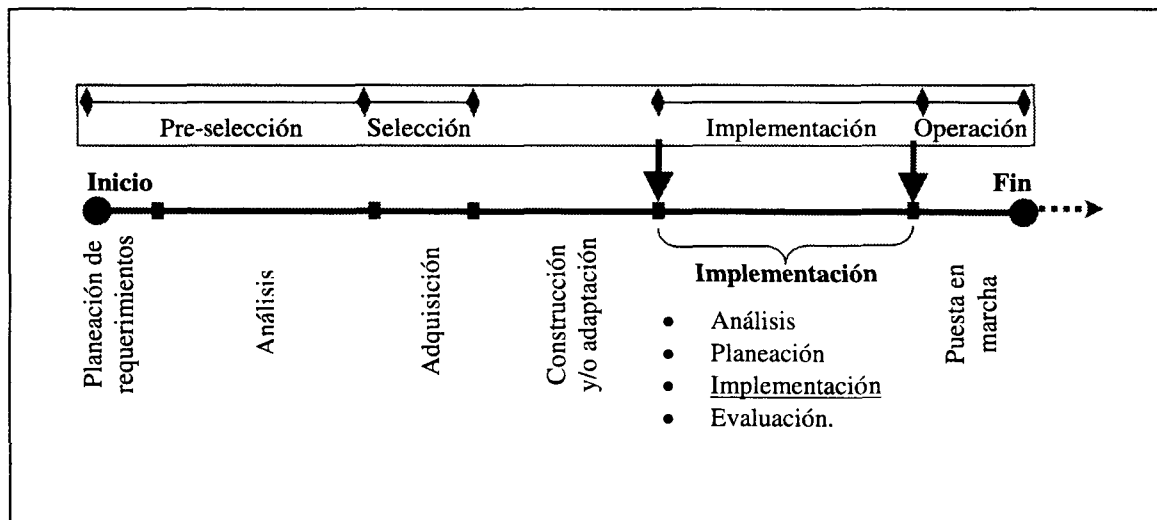 Pre-selección
Selección
Implementación
Operación
Inicio
Fin
Planeación de
requerimientos
Análisis
Adquisición
Construcción
y/o adaptación
Implementación
• Análisis
• Planeación
• Implementación
• Evaluación.
Puesta en
marcha